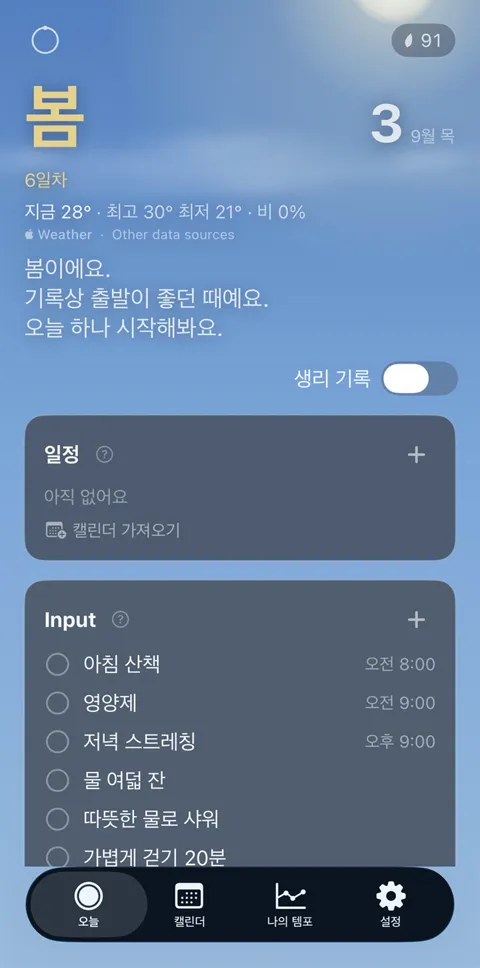 91
봄
3 9월 목
6일차
지금 28° · 최고 30° 최저 21° · 비 0%
Weather · Other data sources
봄이에요.
기록상 출발이 좋던 때예요.
오늘 하나 시작해봐요.
생리 기록
일정 ?
아직 없어요
캘린더 가져오기
Input ?
아침 산책 오전 8:00
영양제 오전 9:00
저녁 스트레칭 오후 9:00
물 여덟 잔
따뜻한 물로 샤워
가볍게 걷기 20분
오늘 캘린더 나의 템포 설정